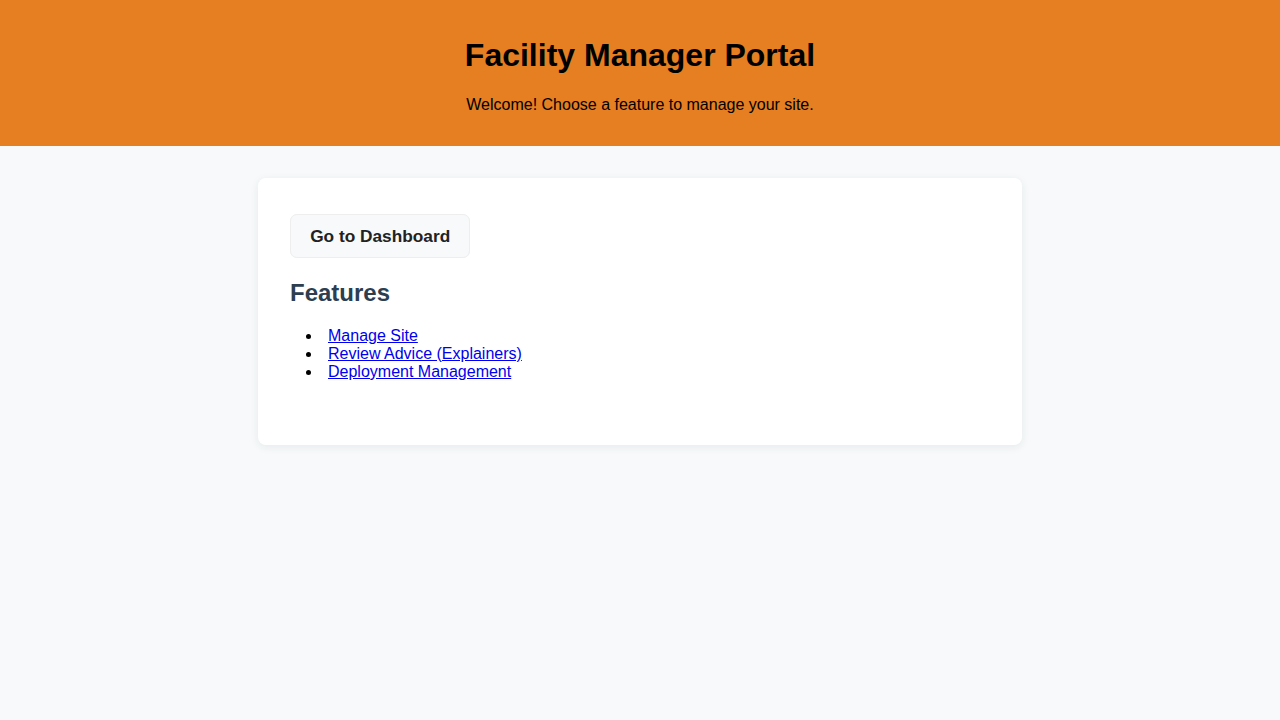 Facility Manager Portal
Welcome! Choose a feature to manage your site.
Go to Dashboard
Features
Manage Site
Review Advice (Explainers)
Deployment Management